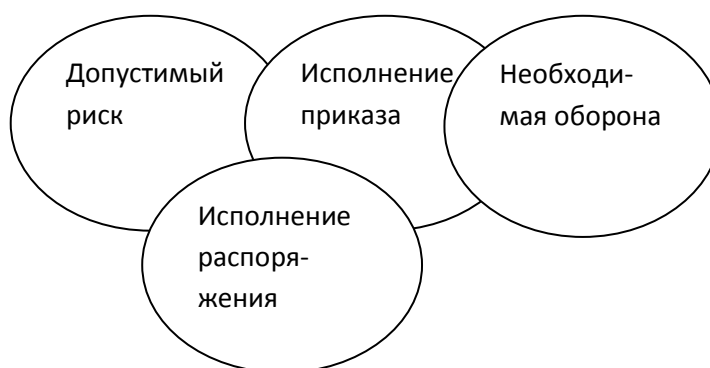 Допустимый
риск
Исполнение
приказа
Необходи-
мая оборона
Исполнение
распоря-
жения